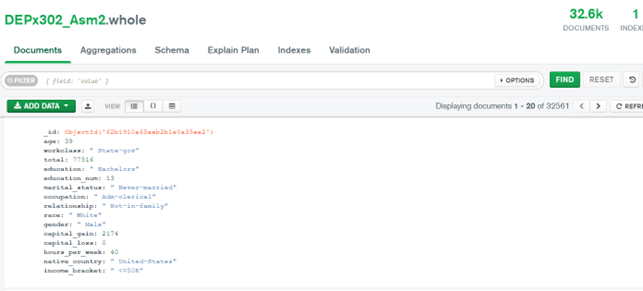 DEPx302_Asm2.whole
32.6k
DOCUMENTS
1
INDEX
Documents Aggregations Schema Explain Plan Indexes Validation
FILTER { field: 'value' } OPTIONS FIND RESET
ADD DATA VIEW {} Displaying documents 1 - 20 of 32561 < > REFR
_id: ObjectId('62b1910a65aab2b1e0a35ee2')
age: 39
workclass: " State-gov"
total: 77516
education: " Bachelors"
education_num: 13
marital_status: " Never-married"
occupation: " Adm-clerical"
relationship: " Not-in-family"
race: " White"
gender: " Male"
capital_gain: 2174
capital_loss: 0
hours_per_week: 40
native_country: " United-States"
income_bracket: " <=50K"